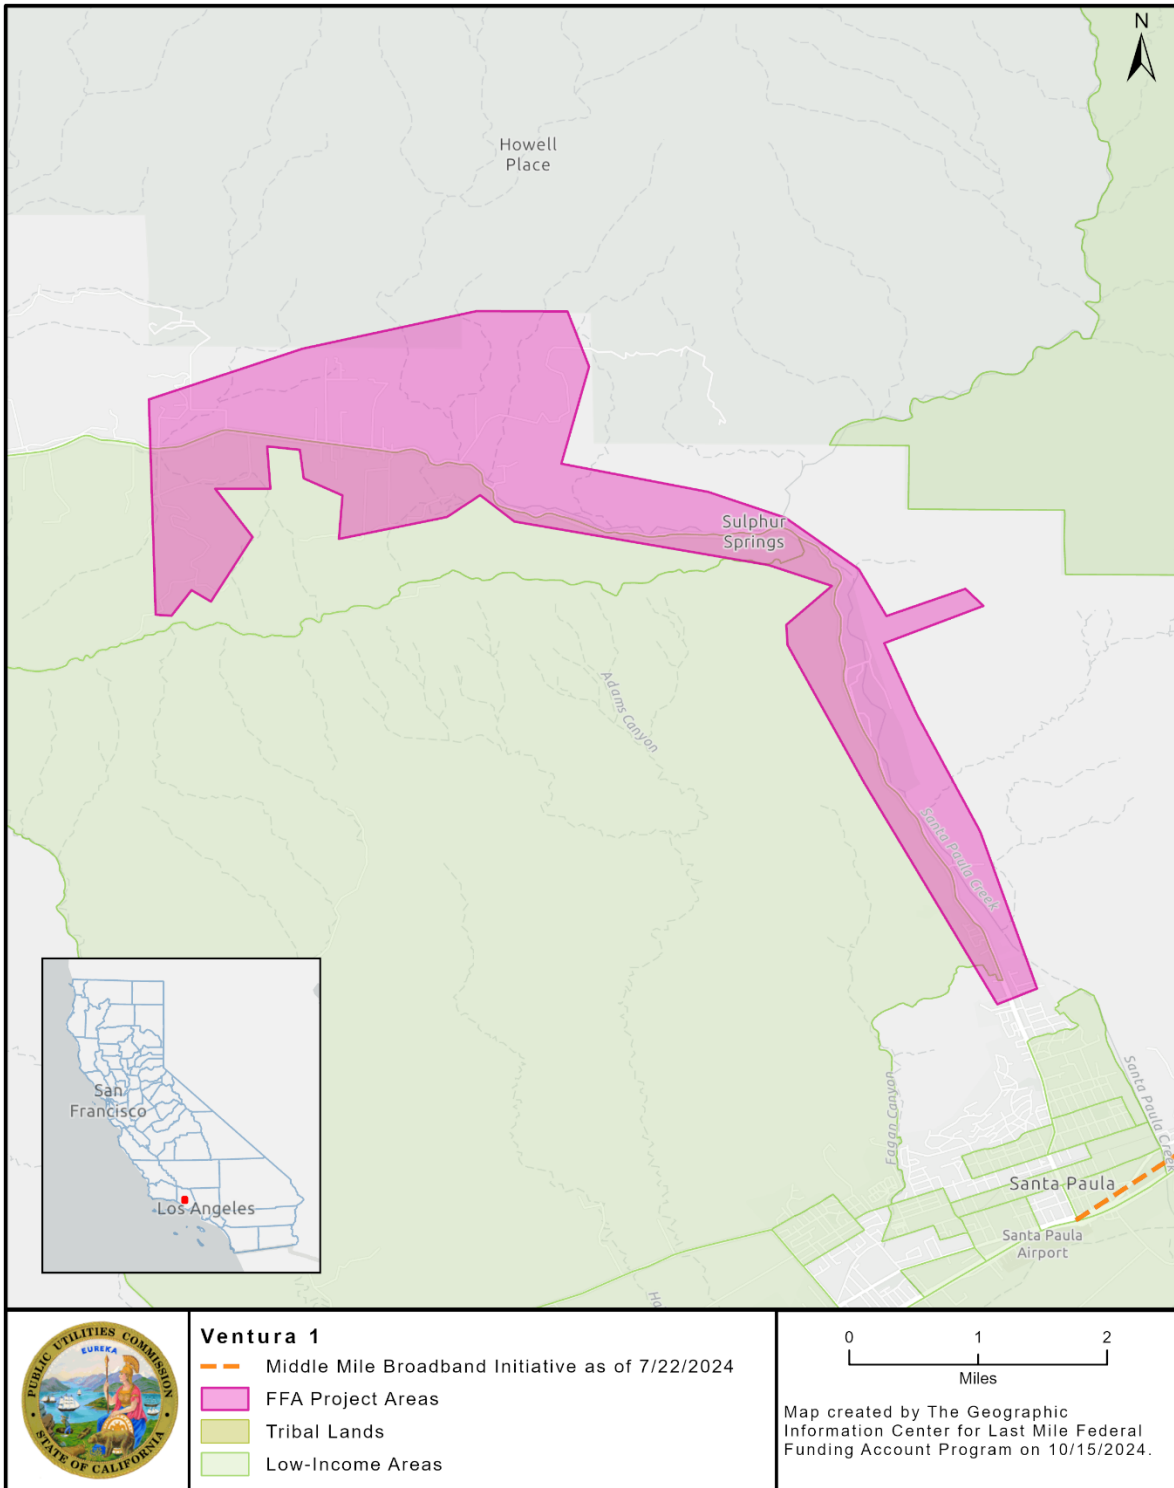 N
Howell
Place
Sulphur
Springs
Adams Canyon
Santa Paula Creek
San
Francisco
Los Angeles
Fagan Canyon
Santa Paula Creek
Santa Paula
Santa Paula
Airport
Ha
PUBLIC UTILITIES COMMISSION
EUREKA
STATE OF CALIFORNIA
Ventura 1
Middle Mile Broadband Initiative as of 7/22/2024
FFA Project Areas
Tribal Lands
Low-Income Areas
0 1 2
Miles
Map created by The Geographic
Information Center for Last Mile Federal
Funding Account Program on 10/15/2024.